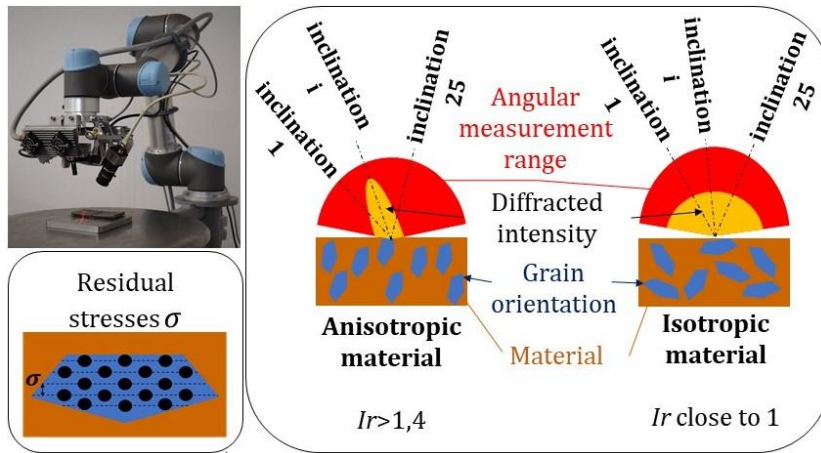 Residual
stresses σ
σ
inclination
1
inclination
i
inclination
25
Angular
measurement
range
Diffracted
intensity
Grain
orientation
Material
Anisotropic
material
Ir>1,4
inclination
1
inclination
i
inclination
25
Isotropic
material
Ir close to 1